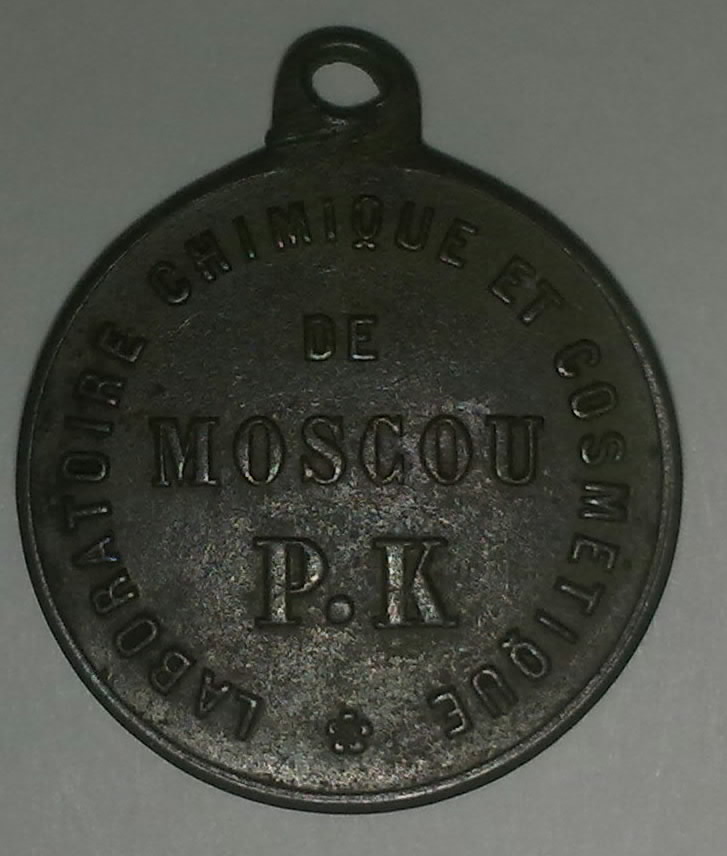 LABORATOIRE CHIMIQUE ET COSMETIQUE
DE
MOSCOU
P.K